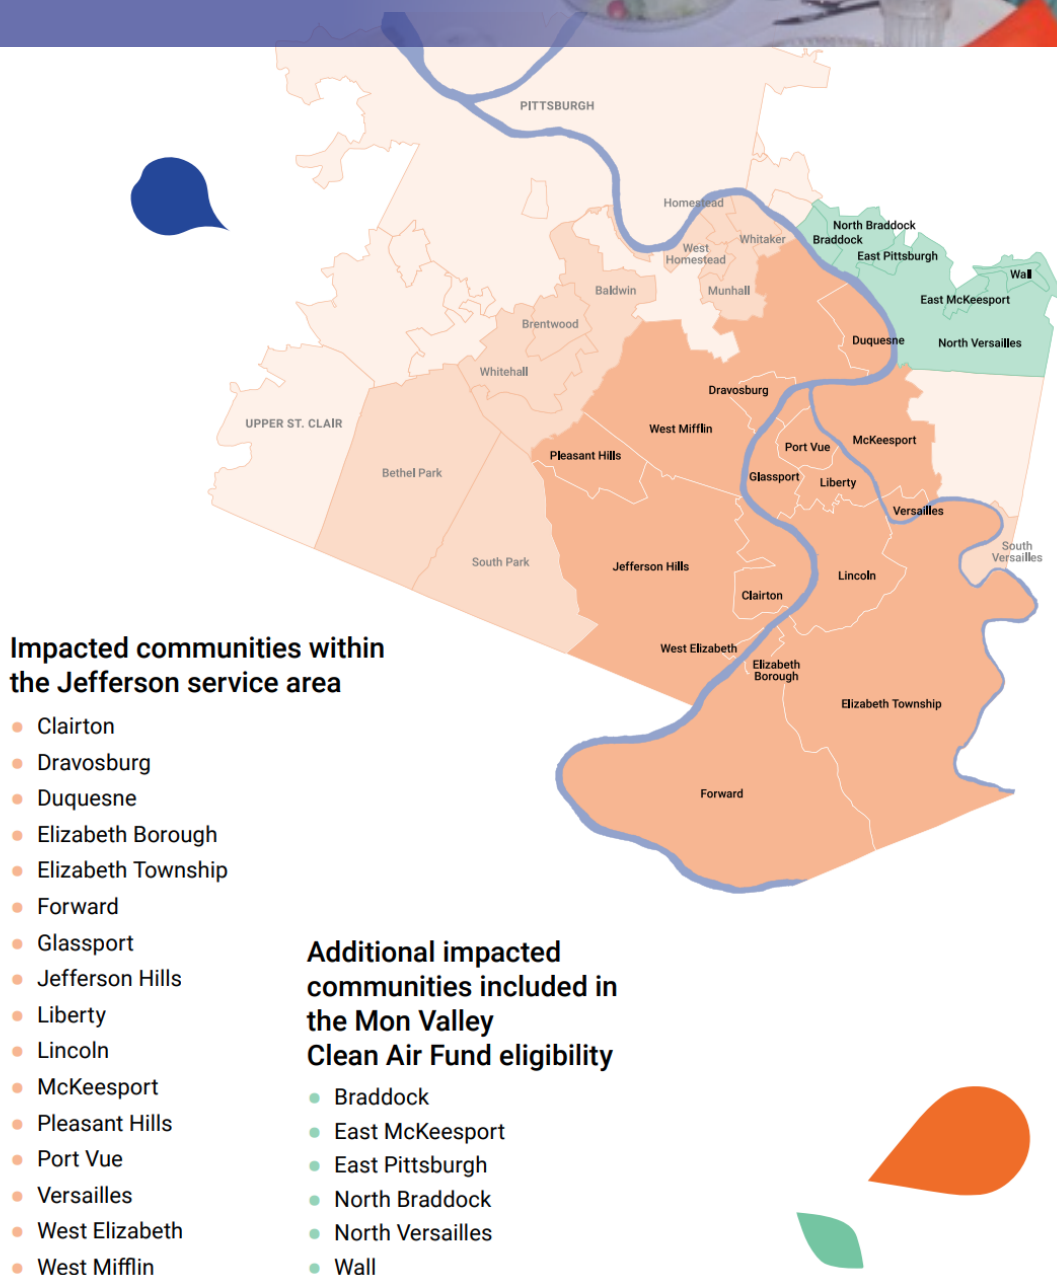 PITTSBURGH
Homestead
North Braddock
Braddock
Whitaker
West
Homestead
East Pittsburgh
Wall
Baldwin
Munhall
East McKeesport
Brentwood
Duquesne
North Versailles
Whitehall
Dravosburg
UPPER ST. CLAIR
West Mifflin
McKeesport
Port Vue
Pleasant Hills
Bethel Park
Glassport
Liberty
Versailles
South
Versailles
South Park
Jefferson Hills
Lincoln
Clairton
West Elizabeth
Elizabeth
Borough
Elizabeth Township
Forward
Impacted communities within
the Jefferson service area
Clairton
Dravosburg
Duquesne
Elizabeth Borough
Elizabeth Township
Forward
Glassport
Jefferson Hills
Liberty
Lincoln
McKeesport
Pleasant Hills
Port Vue
Versailles
West Elizabeth
West Mifflin
Additional impacted
communities included in
the Mon Valley
Clean Air Fund eligibility
Braddock
East McKeesport
East Pittsburgh
North Braddock
North Versailles
Wall